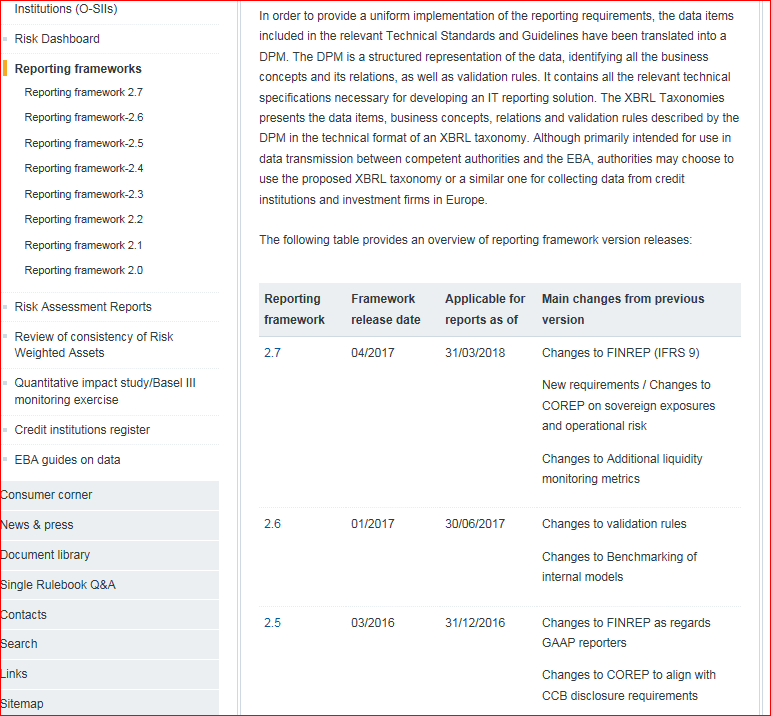 Institutions (O-SIIs)
Risk Dashboard
Reporting frameworks
Reporting framework 2.7
Reporting framework-2.6
Reporting framework-2.5
Reporting framework-2.4
Reporting framework-2.3
Reporting framework 2.2
Reporting framework 2.1
Reporting framework 2.0
Risk Assessment Reports
Review of consistency of Risk
Weighted Assets
Quantitative impact study/Basel III
monitoring exercise
Credit institutions register
EBA guides on data
Consumer corner
News & press
Document library
Single Rulebook Q&A
Contacts
Search
Links
Sitemap
In order to provide a uniform implementation of the reporting requirements, the data items
included in the relevant Technical Standards and Guidelines have been translated into a
DPM. The DPM is a structured representation of the data, identifying all the business
concepts and its relations, as well as validation rules. It contains all the relevant technical
specifications necessary for developing an IT reporting solution. The XBRL Taxonomies
presents the data items, business concepts, relations and validation rules described by the
DPM in the technical format of an XBRL taxonomy. Although primarily intended for use in
data transmission between competent authorities and the EBA, authorities may choose to
use the proposed XBRL taxonomy or a similar one for collecting data from credit
institutions and investment firms in Europe.
The following table provides an overview of reporting framework version releases:
Reporting Framework Applicable for Main changes from previous
framework release date reports as of version
2.7 04/2017 31/03/2018 Changes to FINREP (IFRS 9)
New requirements / Changes to
COREP on sovereign exposures
and operational risk
Changes to Additional liquidity
monitoring metrics
2.6 01/2017 30/06/2017 Changes to validation rules
Changes to Benchmarking of
internal models
2.5 03/2016 31/12/2016 Changes to FINREP as regards
GAAP reporters
Changes to COREP to align with
CCB disclosure requirements